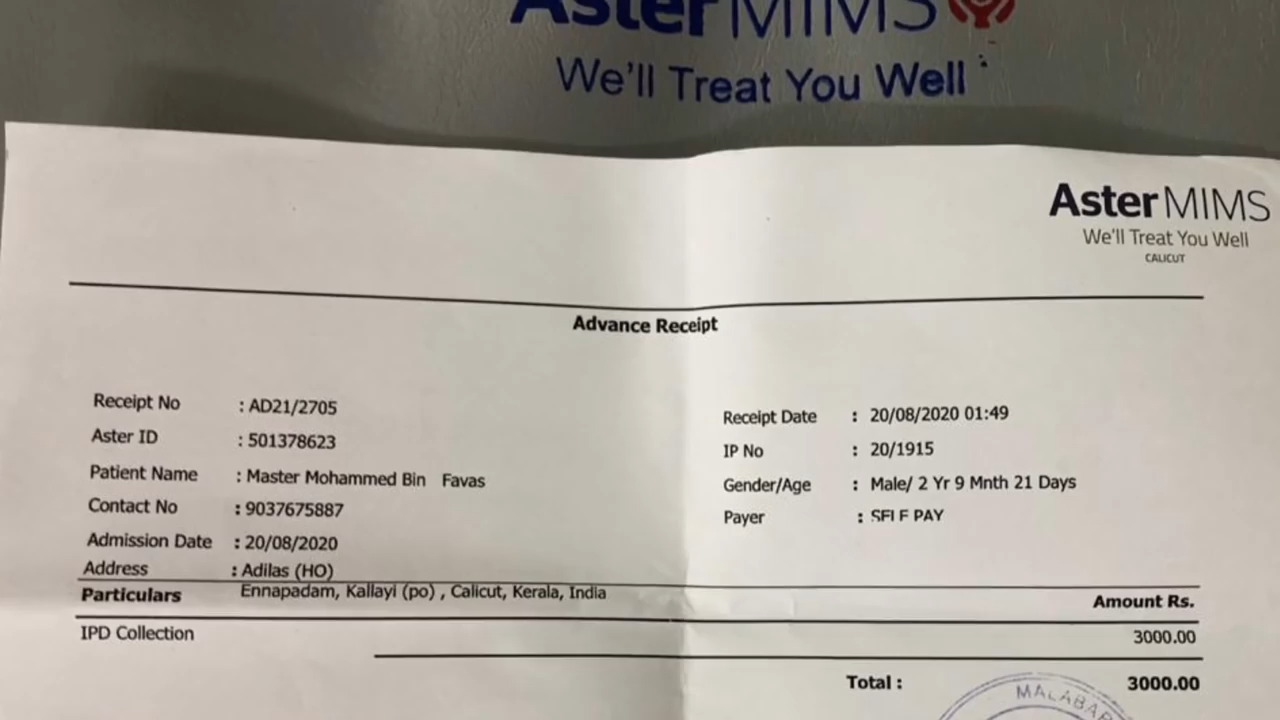 AsterMIMS
We'll Treat You Well
AsterMIMS
We'll Treat You Well
CALICUT
Advance Receipt
Receipt No : AD21/2705
Receipt Date : 20/08/2020 01:49
Aster ID : 501378623
IP No : 20/1915
Patient Name : Master Mohammed Bin Favas
Gender/Age : Male/ 2 Yr 9 Mnth 21 Days
Contact No : 9037675887
Payer : SELF PAY
Admission Date : 20/08/2020
Address : Adilas (HO)
Ennapadam, Kallayi (po) , Calicut, Kerala, India
Particulars Amount Rs.
IPD Collection 3000.00
Total : 3000.00
MALABAR